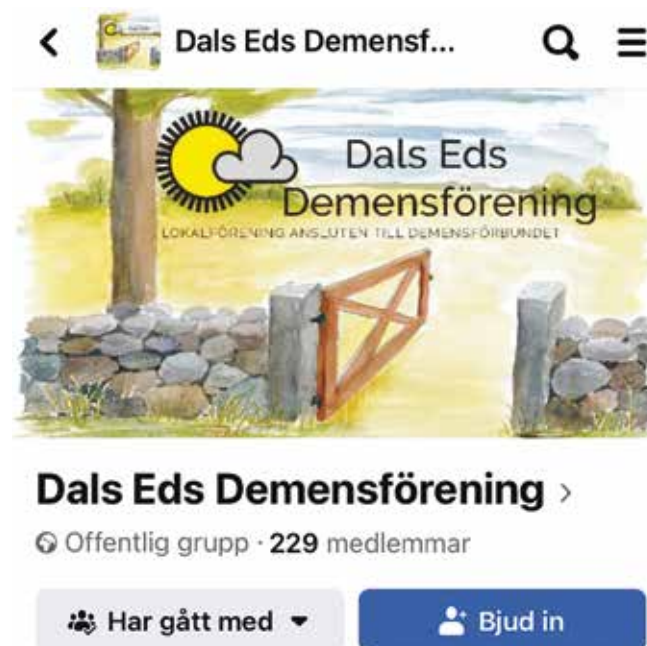 Dals Eds Demensf...
Dals Eds
Demensförening
LOKALFÖRENING ANSLUTEN TILL DEMENSFÖRBUNDET
Dals Eds Demensförening >
Offentlig grupp · 229 medlemmar
Har gått med
Bjud in